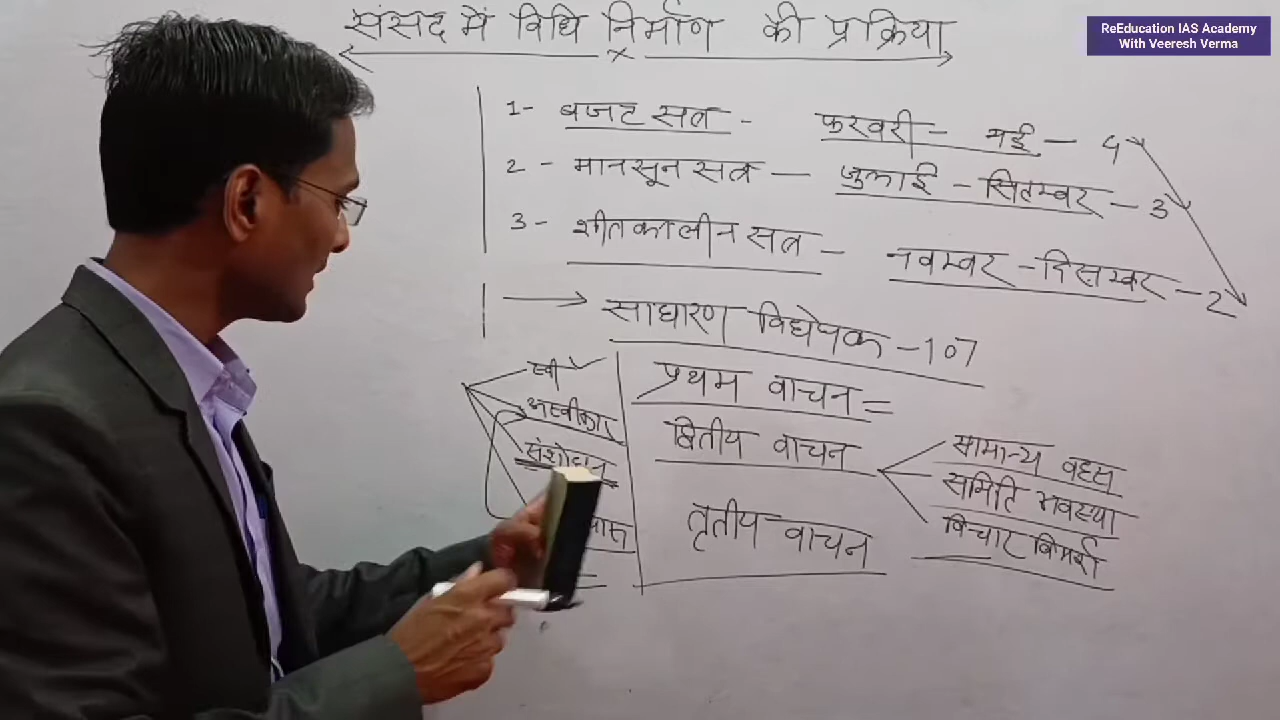 ReEducation IAS Academy
With Veeresh Verma
संसद में विधि निर्माण की प्रक्रिया
1- बजट सत्र - फरवरी - मई - 4
2 - मानसून सत्र - जुलाई - सितम्बर - 3
3 - शीतकालीन सत्र - नवम्बर - दिसम्बर - 2
साधारण विधेयक - 107
स्वी
अस्वीकार
संशोधन
प्रथम वाचन =
द्वितीय वाचन
सामान्य बहस
समिति अवस्था
विचार विमर्श
तृतीय वाचन